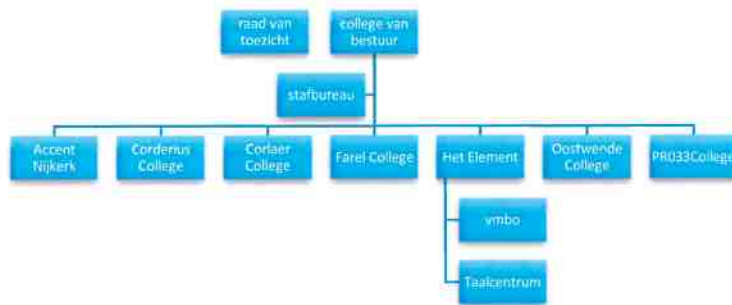 raad van
toezicht
college van
bestuur
stafbureau
Accent
Nijkerk
Corderius
College
Corlaer
College
Farel College
Het Element
Oostwende
College
PRO33College
vmbo
Taalcentrum